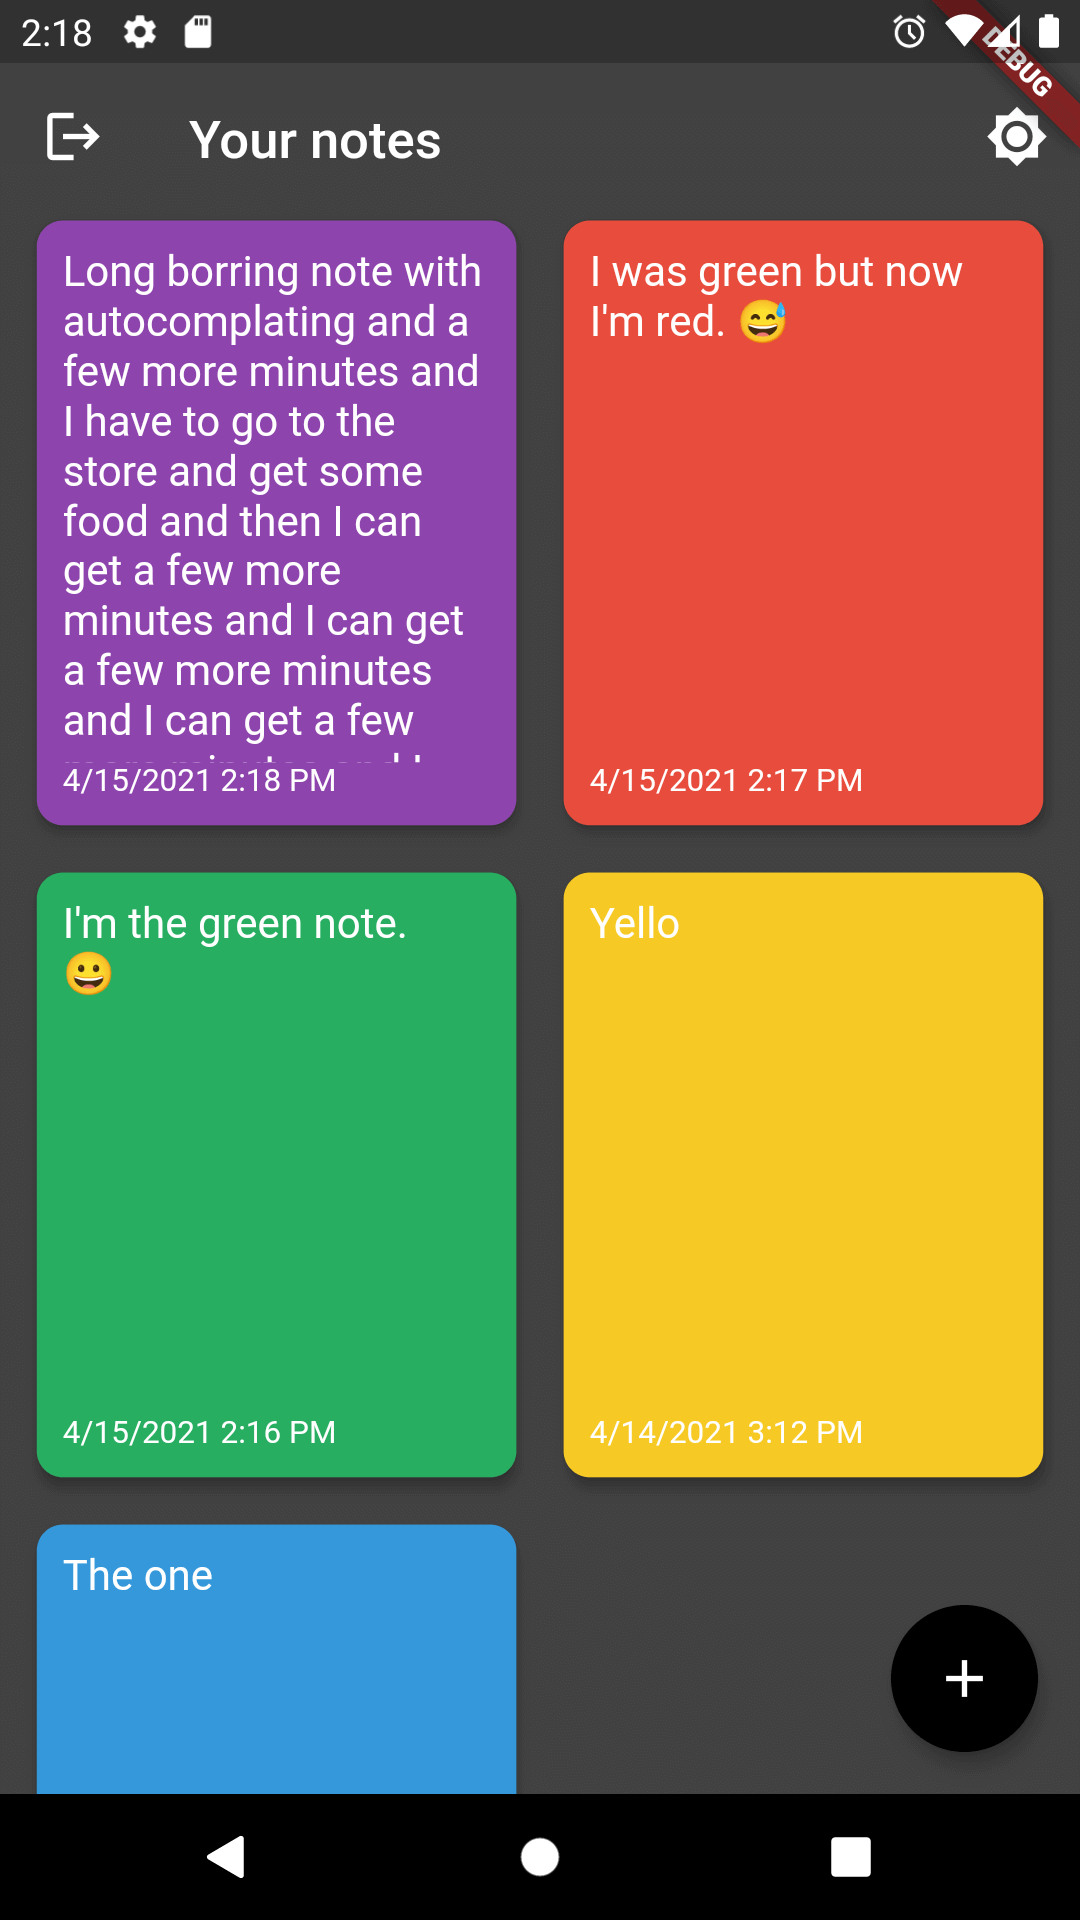 2:18
DEBUG
Your notes
Long borring note with
autocomplating and a
few more minutes and
I have to go to the
store and get some
food and then I can
get a few more
minutes and I can get
a few more minutes
and I can get a few
4/15/2021 2:18 PM
I was green but now
I'm red. 😅
4/15/2021 2:17 PM
I'm the green note.
😀
4/15/2021 2:16 PM
Yello
4/14/2021 3:12 PM
The one